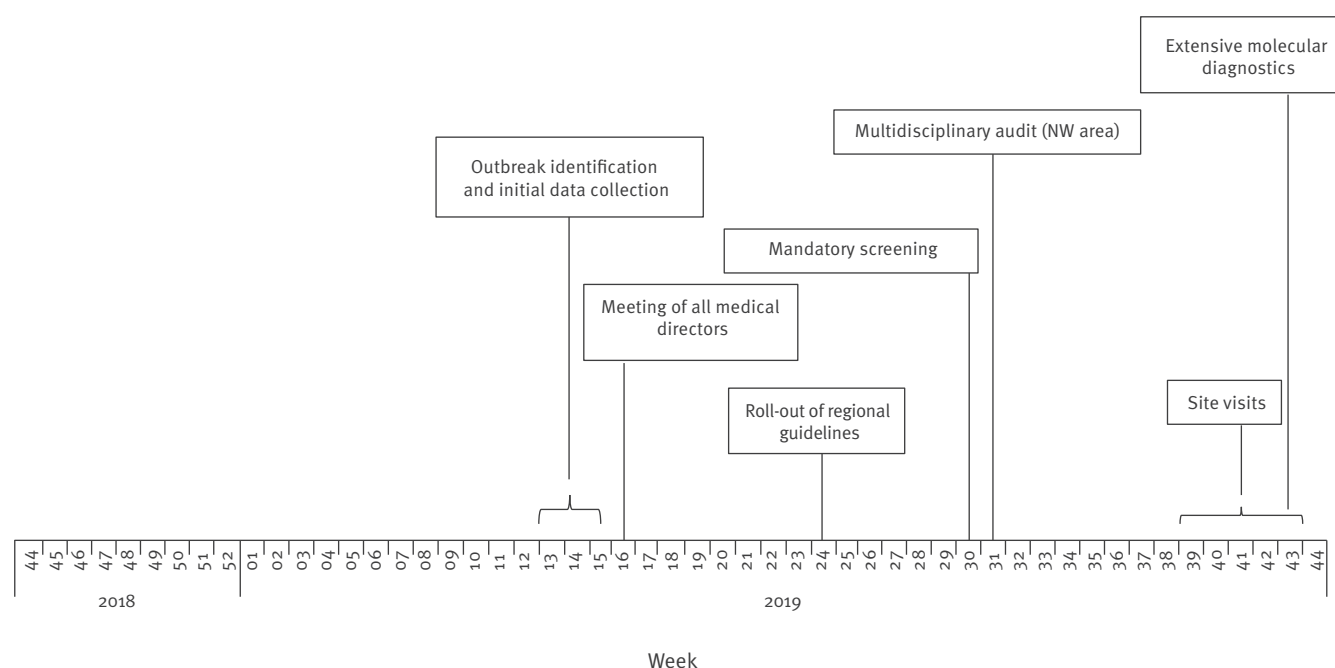 Extensive molecular
diagnostics
Multidisciplinary audit (NW area)
Outbreak identification
and initial data collection
Mandatory screening
Meeting of all medical
directors
Site visits
Roll-out of regional
guidelines
44 45 46 47 48 49 50 51 52 01 02 03 04 05 06 07 08 09 10 11 12 13 14 15 16 17 18 19 20 21 22 23 24 25 26 27 28 29 30 31 32 33 34 35 36 37 38 39 40 41 42 43 44
2018 2019
Week